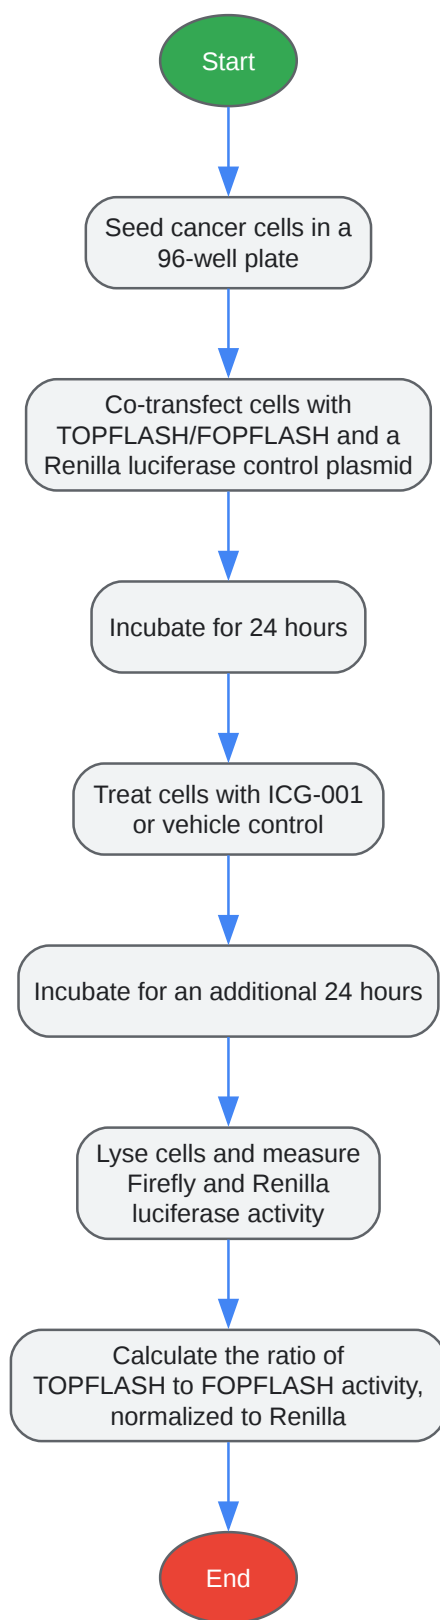 Start
Seed cancer cells in a
96-well plate
Co-transfect cells with
TOPFLASH/FOPFLASH and a
Renilla luciferase control plasmid
Incubate for 24 hours
Treat cells with ICG-001
or vehicle control
Incubate for an additional 24 hours
Lyse cells and measure
Firefly and Renilla
luciferase activity
Calculate the ratio of
TOPFLASH to FOPFLASH activity,
normalized to Renilla
End